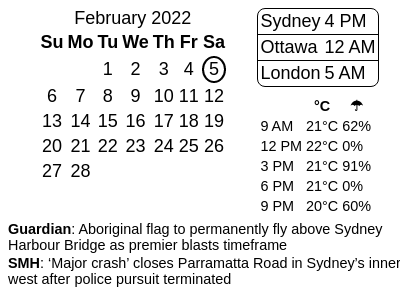 February 2022
Su Mo Tu We Th Fr Sa
1 2 3 4 5
6 7 8 9 10 11 12
13 14 15 16 17 18 19
20 21 22 23 24 25 26
27 28
Sydney 4 PM
Ottawa 12 AM
London 5 AM
°C ☂
9 AM 21°C 62%
12 PM 22°C 0%
3 PM 21°C 91%
6 PM 21°C 0%
9 PM 20°C 60%
Guardian: Aboriginal flag to permanently fly above Sydney
Harbour Bridge as premier blasts timeframe
SMH: ‘Major crash’ closes Parramatta Road in Sydney’s inner
west after police pursuit terminated